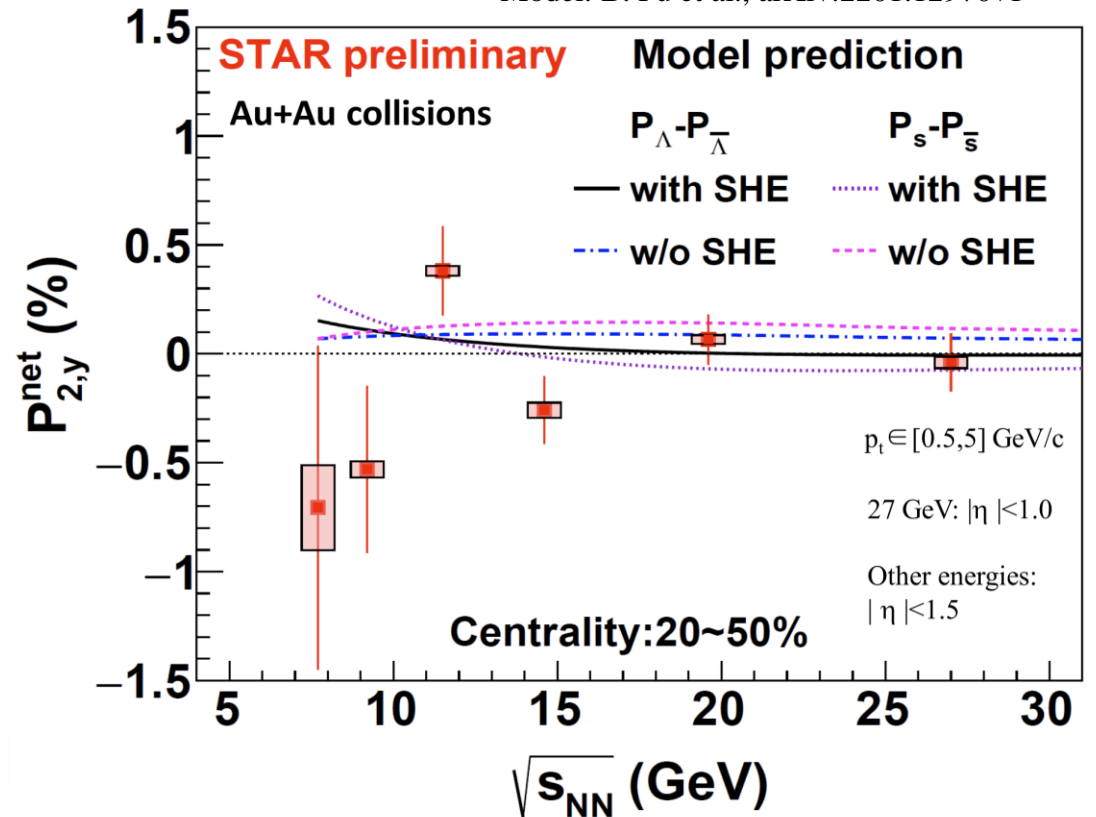 STAR preliminary Model prediction
Au+Au collisions
P_Λ-P_Λ̅ P_s-P_s̅
with SHE with SHE
w/o SHE w/o SHE
1.5
1
0.5
0
−0.5
−1
−1.5
P^net_2,y (%)
p_t∈[0.5,5] GeV/c
27 GeV: |η |<1.0
Other energies:
| η |<1.5
Centrality:20~50%
5 10 15 20 25 30
√s_NN (GeV)